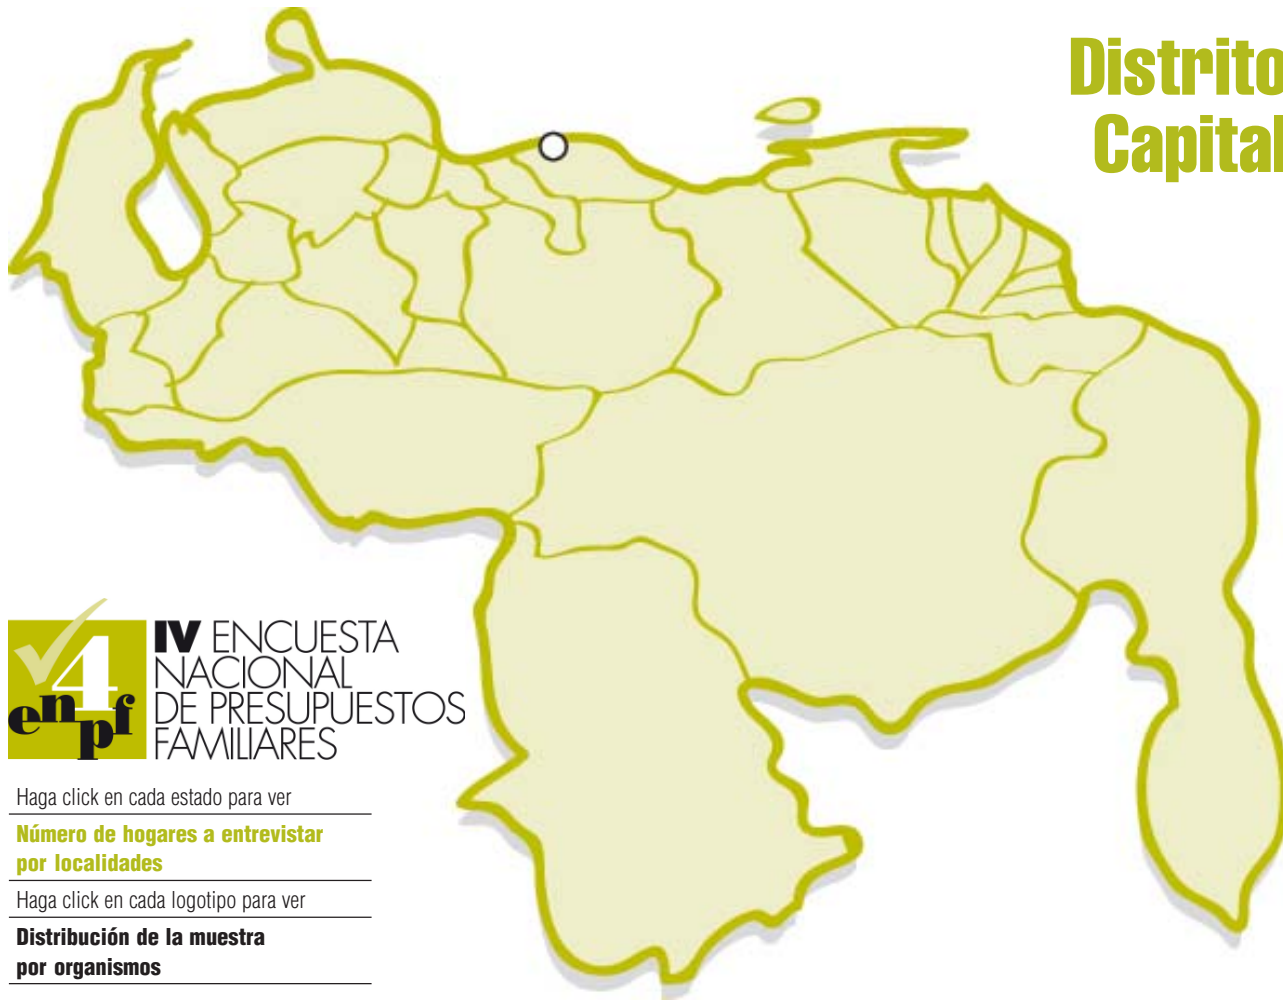 Distrito
Capital
4
enpf
IV ENCUESTA
NACIONAL
DE PRESUPUESTOS
FAMILIARES
Haga click en cada estado para ver
Número de hogares a entrevistar
por localidades
Haga click en cada logotipo para ver
Distribución de la muestra
por organismos